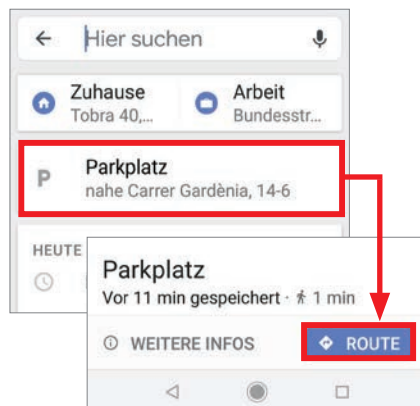 Hier suchen
Zuhause
Tobra 40,...
Arbeit
Bundesstr...
P
Parkplatz
nahe Carrer Gardènia, 14-6
HEUTE
Parkplatz
Vor 11 min gespeichert · 1 min
WEITERE INFOS
ROUTE